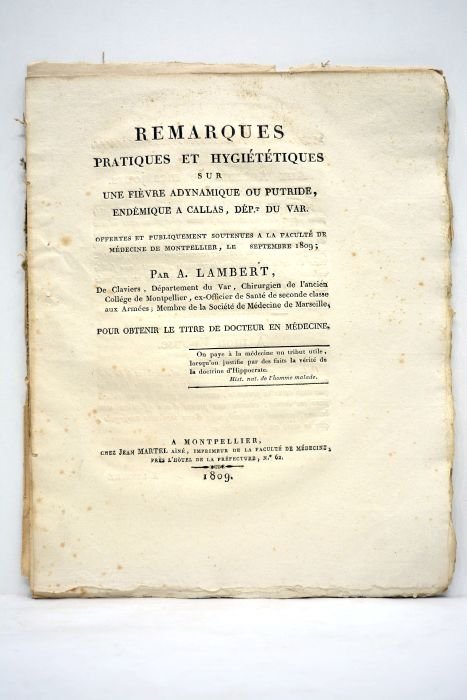 REMARQUES
PRATIQUES ET HYGIÉTÉTIQUES
SUR
UNE FIÈVRE ADYNAMIQUE OU PUTRIDE,
ENDÉMIQUE A CALLAS, DÉP.T DU VAR.
OFFERTES ET PUBLIQUEMENT SOUTENUES A LA FACULTÉ DE
MÉDECINE DE MONTPELLIER, LE SEPTEMBRE 1809;
PAR A. LAMBERT,
De Claviers, Département du Var, Chirurgien de l'ancien
Collége de Montpellier, ex-Officier de Santé de seconde classe
aux Armées; Membre de la Société de Médecine de Marseille,
POUR OBTENIR LE TITRE DE DOCTEUR EN MÉDECINE.
On paye à la médecine un tribut utile,
lorsqu'on justifie par des faits la vérité de
la doctrine d'Hippocrate.
Hist. nat. de l'homme malade.
A MONTPELLIER,
CHEZ JEAN MARTEL AÎNÉ, IMPRIMEUR DE LA FACULTÉ DE MÉDECINE,
PRÈS L'HÔTEL DE LA PRÉFECTURE, N.º 62.
1809.